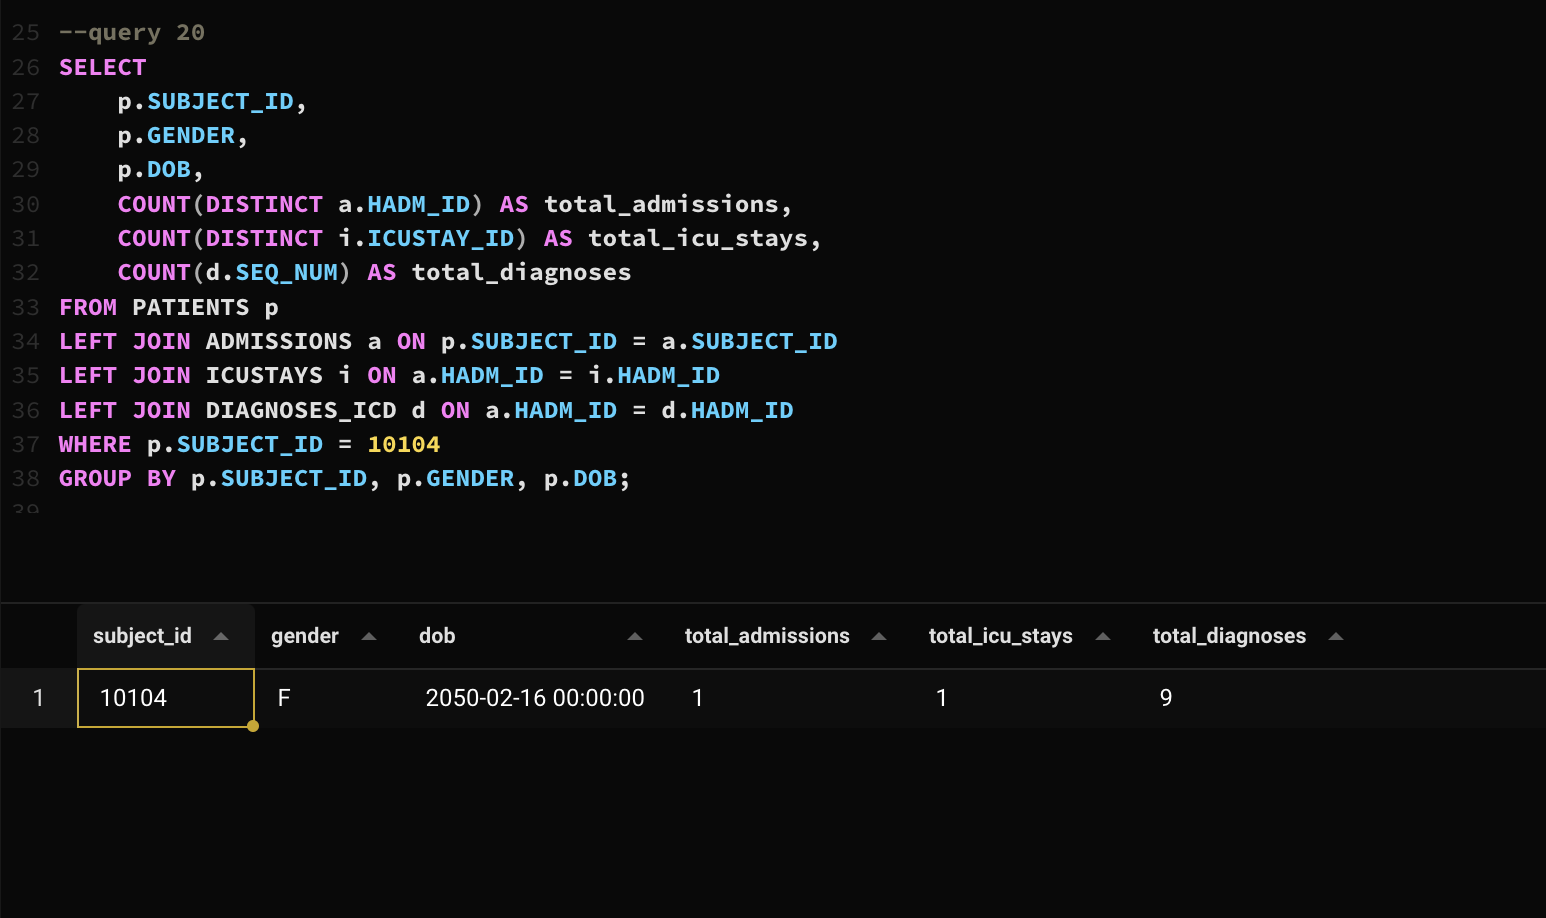 25 --query 20
26 SELECT
27     p.SUBJECT_ID,
28     p.GENDER,
29     p.DOB,
30     COUNT(DISTINCT a.HADM_ID) AS total_admissions,
31     COUNT(DISTINCT i.ICUSTAY_ID) AS total_icu_stays,
32     COUNT(d.SEQ_NUM) AS total_diagnoses
33 FROM PATIENTS p
34 LEFT JOIN ADMISSIONS a ON p.SUBJECT_ID = a.SUBJECT_ID
35 LEFT JOIN ICUSTAYS i ON a.HADM_ID = i.HADM_ID
36 LEFT JOIN DIAGNOSES_ICD d ON a.HADM_ID = d.HADM_ID
37 WHERE p.SUBJECT_ID = 10104
38 GROUP BY p.SUBJECT_ID, p.GENDER, p.DOB;
39
subject_id gender dob total_admissions total_icu_stays total_diagnoses
1 10104 F 2050-02-16 00:00:00 1 1 9